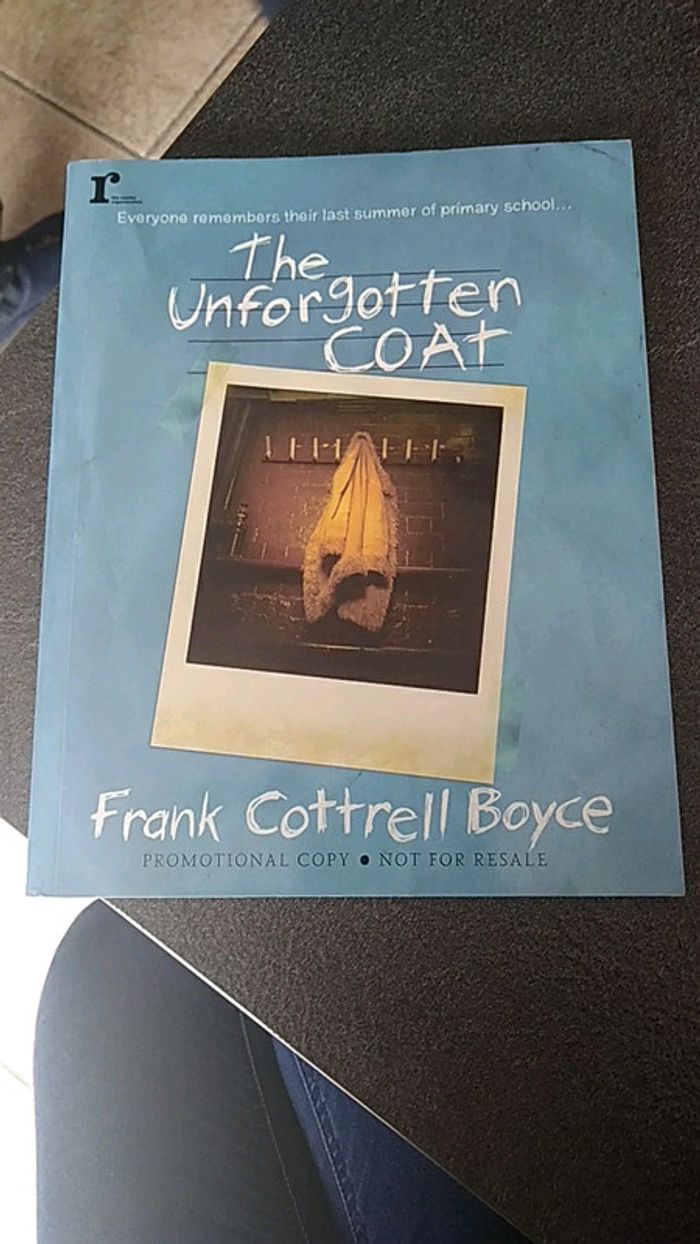 r
Everyone remembers their last summer of primary school...
The
Unforgotten
COAt
Frank Cottrell Boyce
PROMOTIONAL COPY • NOT FOR RESALE